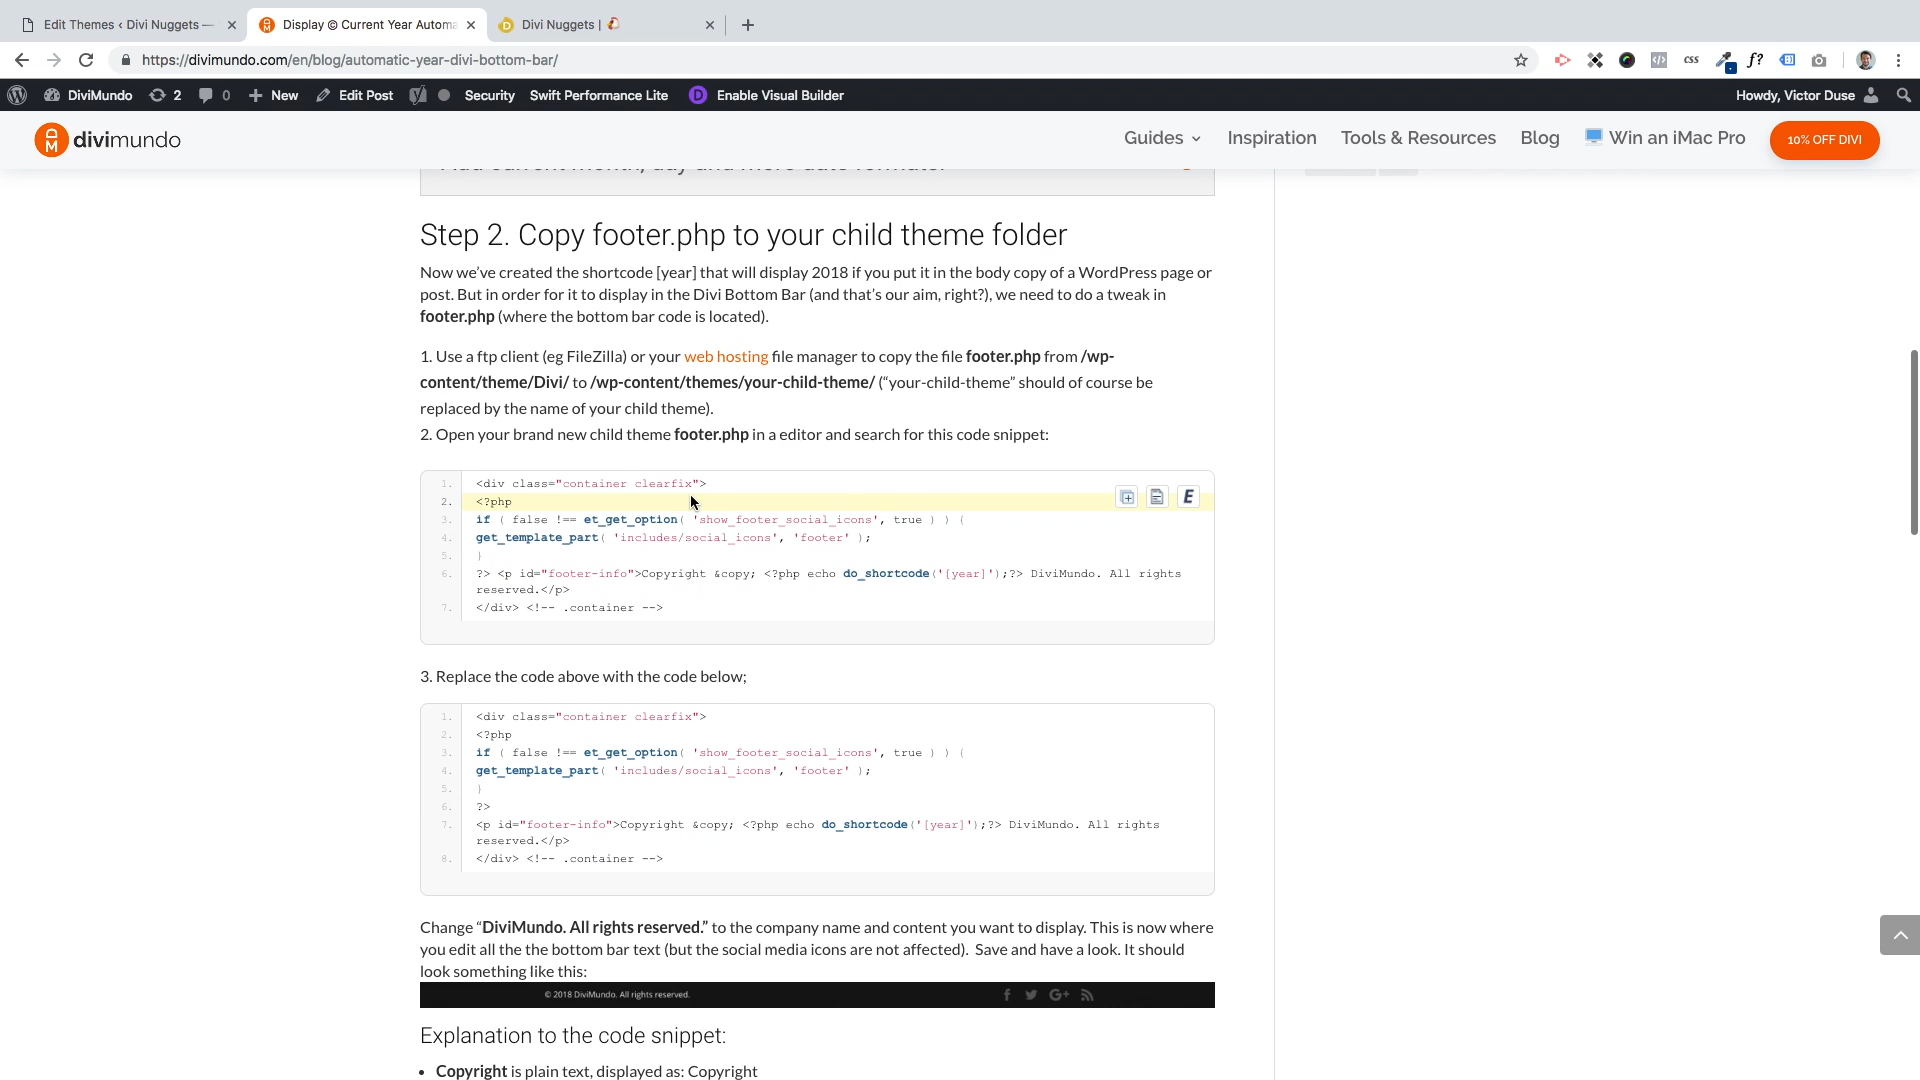 Edit Themes ‹ Divi Nuggets —
Display © Current Year Automa
Divi Nuggets |
https://divimundo.com/en/blog/automatic-year-divi-bottom-bar/
css
f?
DiviMundo
2
0
New
Edit Post
Security
Swift Performance Lite
Enable Visual Builder
Howdy, Victor Duse
divimundo
Guides
Inspiration
Tools & Resources
Blog
Win an iMac Pro
10% OFF DIVI
Step 2. Copy footer.php to your child theme folder
Now we've created the shortcode [year] that will display 2018 if you put it in the body copy of a WordPress page or
post. But in order for it to display in the Divi Bottom Bar (and that's our aim, right?), we need to do a tweak in
footer.php (where the bottom bar code is located).
1. Use a ftp client (eg FileZilla) or your web hosting file manager to copy the file footer.php from /wp-
content/theme/Divi/ to /wp-content/themes/your-child-theme/ ("your-child-theme" should of course be
replaced by the name of your child theme).
2. Open your brand new child theme footer.php in a editor and search for this code snippet:
1. <div class="container clearfix">
2. <?php
3. if ( false !== et_get_option( 'show_footer_social_icons', true ) ) {
4. get_template_part( 'includes/social_icons', 'footer' );
5. }
6. ?> <p id="footer-info">Copyright &copy; <?php echo do_shortcode('[year]');?> DiviMundo. All rights
reserved.</p>
7. </div> <!-- .container -->
3. Replace the code above with the code below;
1. <div class="container clearfix">
2. <?php
3. if ( false !== et_get_option( 'show_footer_social_icons', true ) ) {
4. get_template_part( 'includes/social_icons', 'footer' );
5. }
6. ?>
7. <p id="footer-info">Copyright &copy; <?php echo do_shortcode('[year]');?> DiviMundo. All rights
reserved.</p>
8. </div> <!-- .container -->
Change "DiviMundo. All rights reserved." to the company name and content you want to display. This is now where
you edit all the the bottom bar text (but the social media icons are not affected).  Save and have a look. It should
look something like this:
© 2018 DiviMundo. All rights reserved.
Explanation to the code snippet:
• Copyright is plain text, displayed as: Copyright